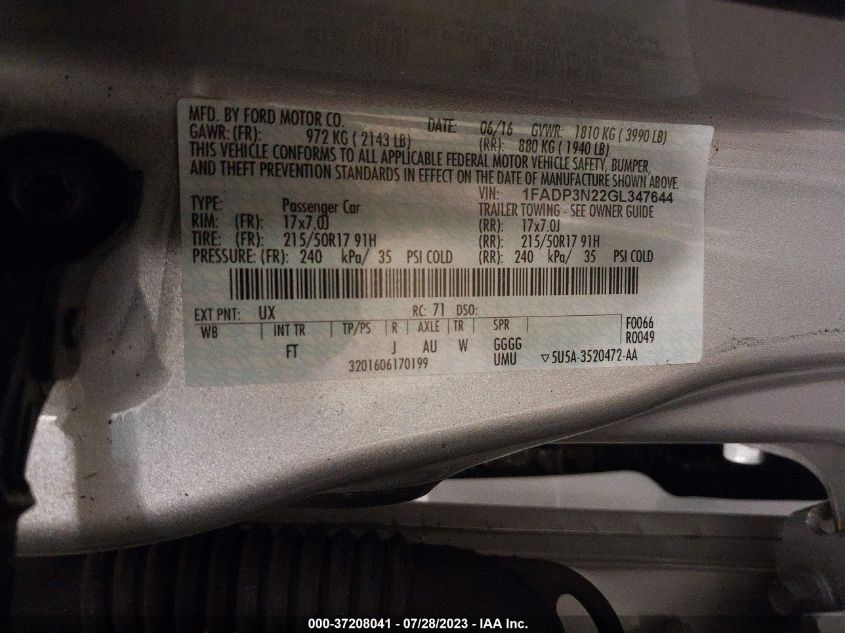 MFD. BY FORD MOTOR CO.
DATE: 06/16 GVWR: 1810 KG ( 3990 LB)
GAWR: (FR): 972 KG ( 2143 LB) (RR): 880 KG ( 1940 LB)
THIS VEHICLE CONFORMS TO ALL APPLICABLE FEDERAL MOTOR VEHICLE SAFETY, BUMPER,
AND THEFT PREVENTION STANDARDS IN EFFECT ON THE DATE OF MANUFACTURE SHOWN ABOVE.
VIN: 1FADP3N22GL347644
TYPE: Passenger Car TRAILER TOWING - SEE OWNER GUIDE
RIM: (FR): 17x7.0J (RR): 17x7.0J
TIRE: (FR): 215/50R17 91H (RR): 215/50R17 91H
PRESSURE: (FR): 240 kPa/ 35 PSI COLD (RR): 240 kPa/ 35 PSI COLD
EXT PNT: UX RC: 71 DSO:
WB INT TR TP/PS R AXLE TR SPR F0066
FT J AU W GGGG R0049
UMU ▽5U5A-3520472-AA
3201606170199
000-37208041 - 07/28/2023 - IAA Inc.